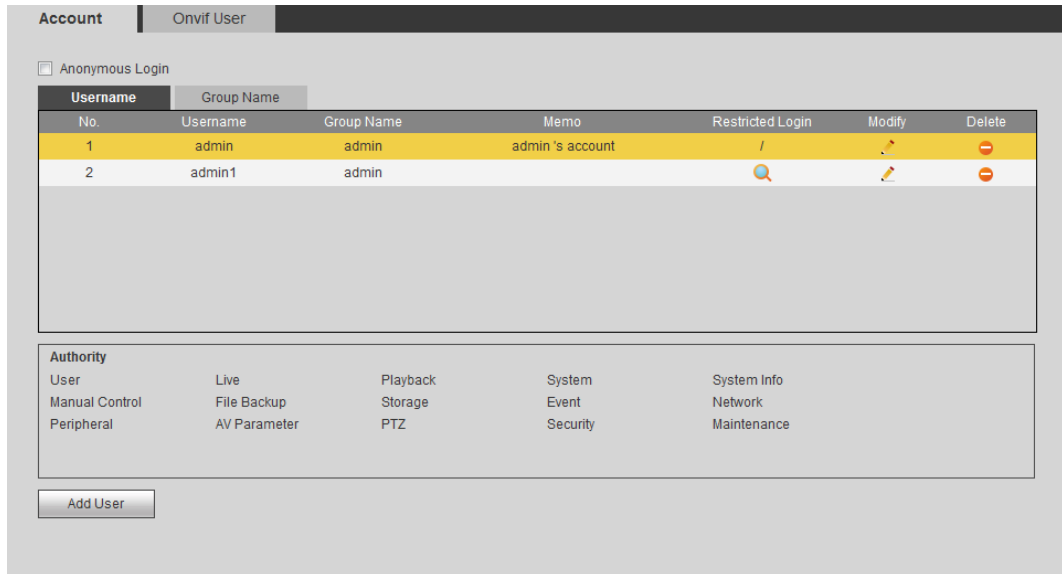 Account Onvif User
Anonymous Login
Username Group Name
No. Username Group Name Memo Restricted Login Modify Delete
1 admin admin admin 's account /
2 admin1 admin
Authority
User Live Playback System System Info
Manual Control File Backup Storage Event Network
Peripheral AV Parameter PTZ Security Maintenance
Add User